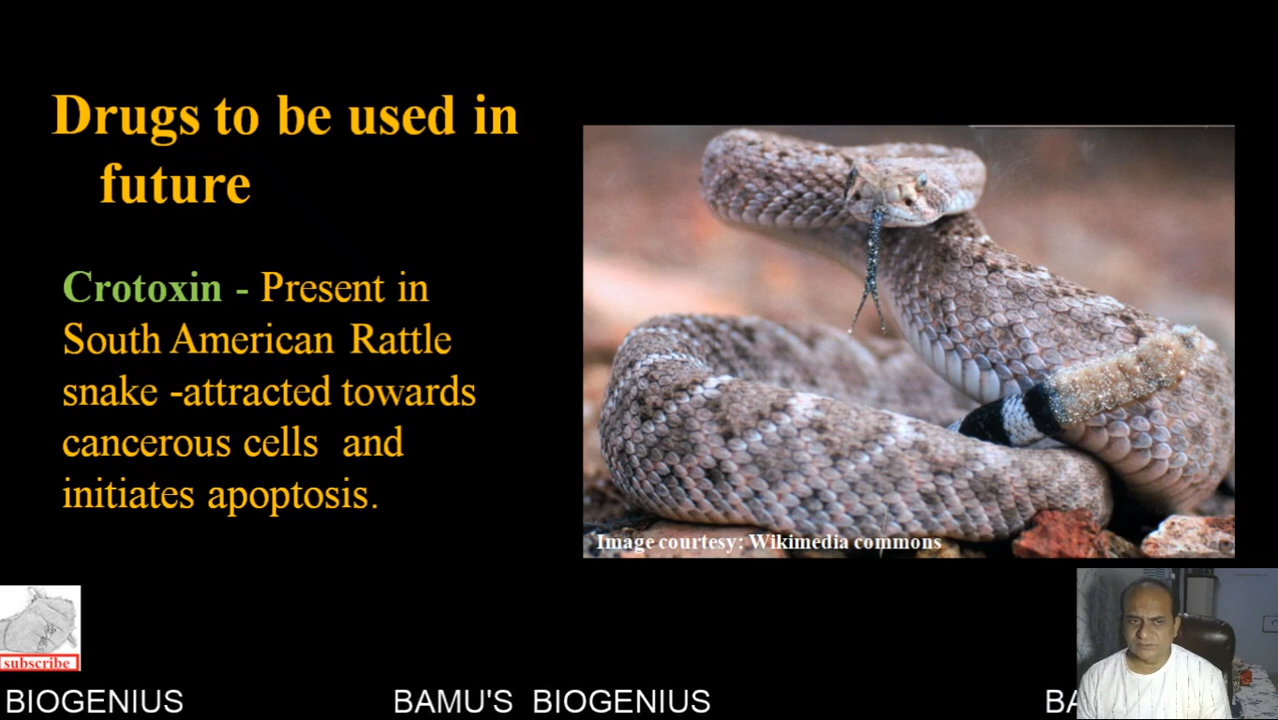 Drugs to be used in
future
Crotoxin - Present in
South American Rattle
snake -attracted towards
cancerous cells and
initiates apoptosis.
Image courtesy: Wikimedia commons
subscribe
BIOGENIUS BAMU'S BIOGENIUS BA